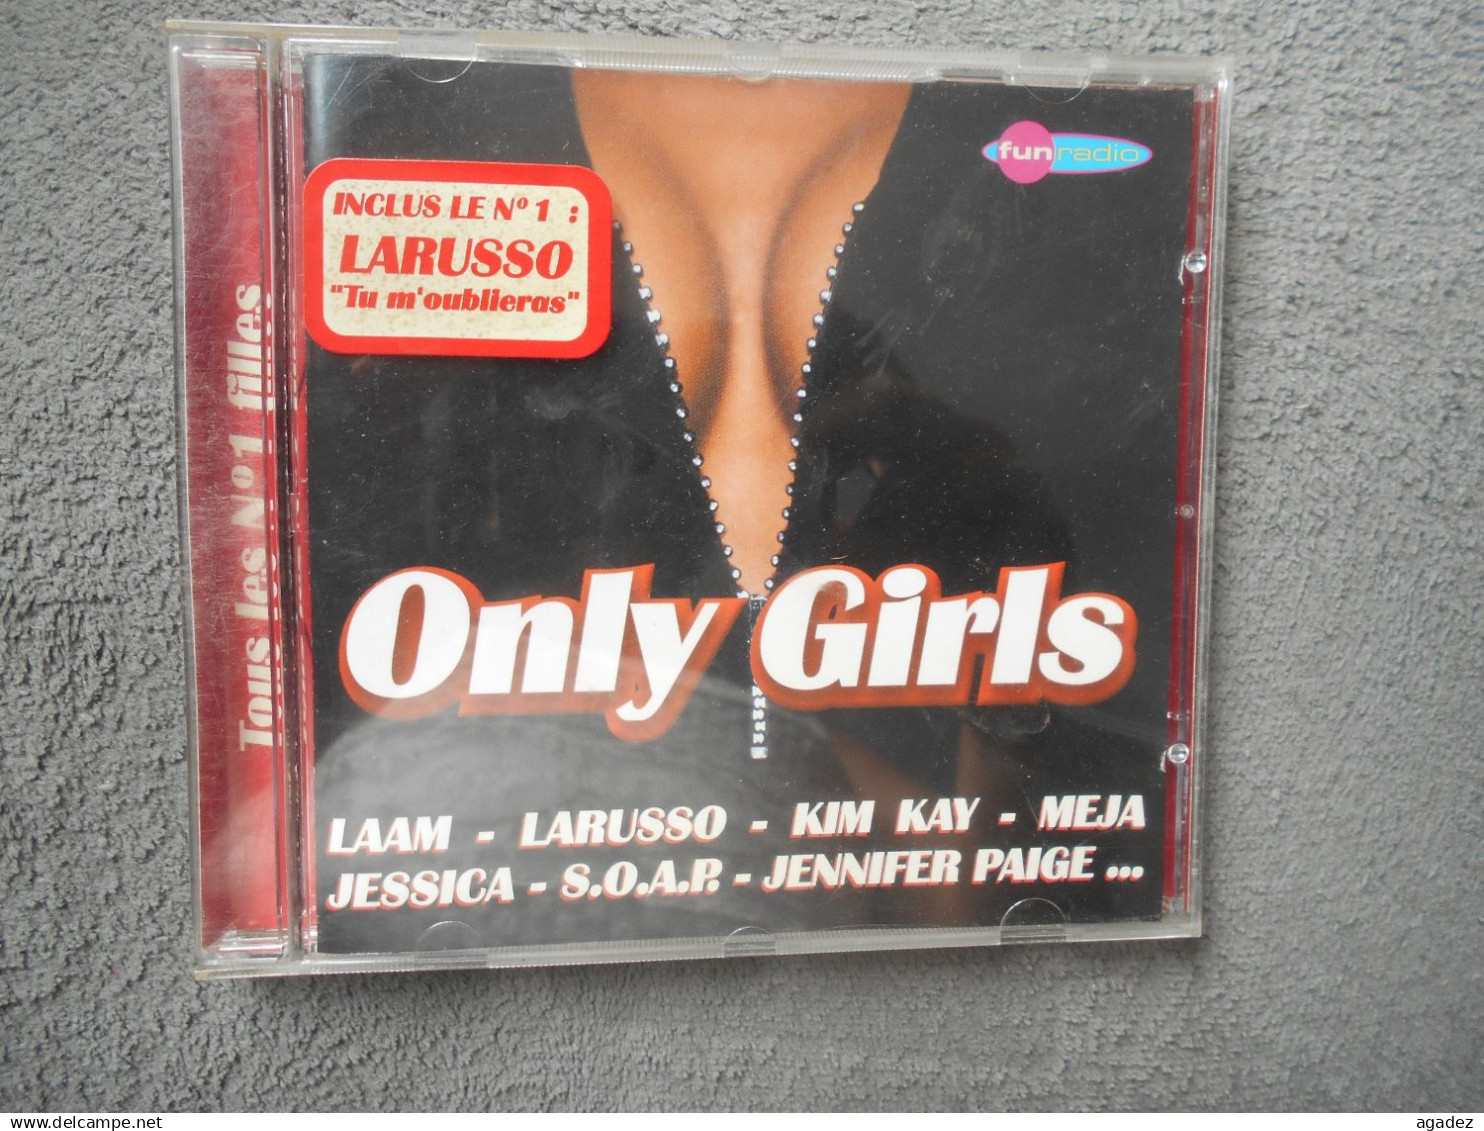 Tous les N°1 filles
INCLUS LE N° 1 :
LARUSSO
"Tu m'oublieras"
fun radio
Only Girls
LAAM - LARUSSO - KIM KAY - MEJA
JESSICA - S.O.A.P. - JENNIFER PAIGE ...
delcampe.net
agadez